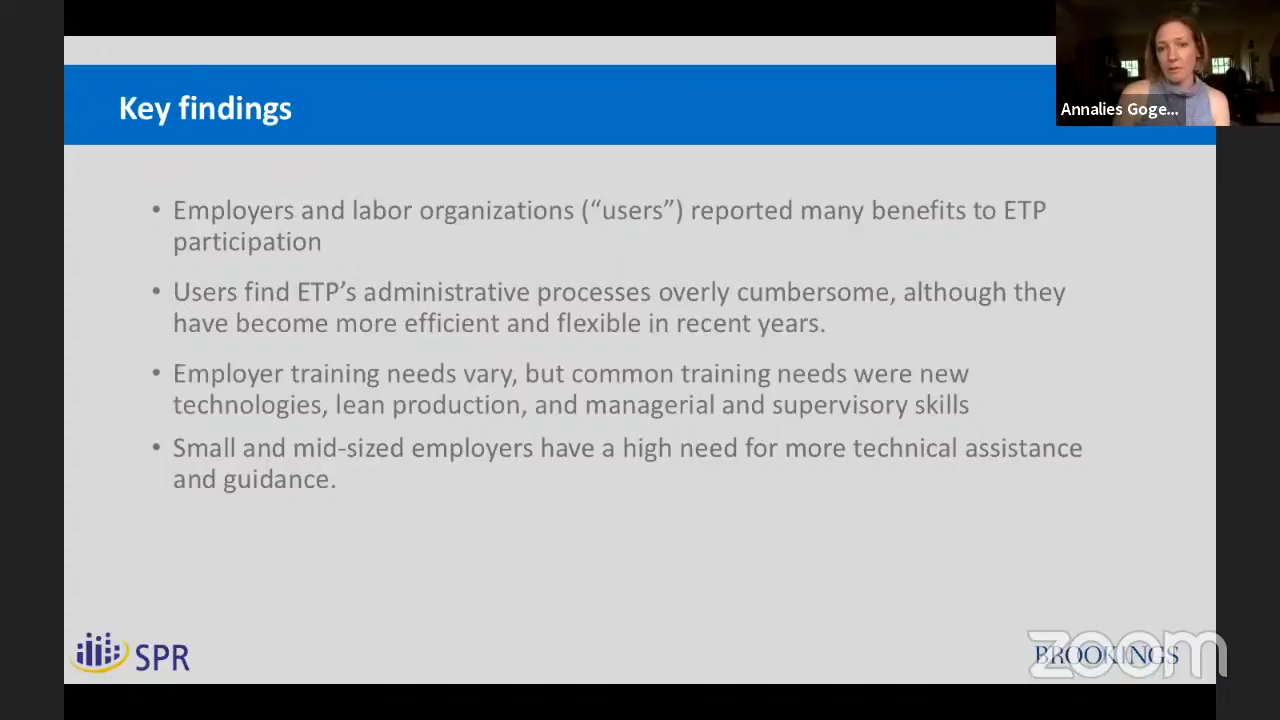 Key findings
Annalies Goge...
• Employers and labor organizations (“users”) reported many benefits to ETP
participation
• Users find ETP’s administrative processes overly cumbersome, although they
have become more efficient and flexible in recent years.
• Employer training needs vary, but common training needs were new
technologies, lean production, and managerial and supervisory skills
• Small and mid-sized employers have a high need for more technical assistance
and guidance.
SPR
BROOKINGS
zoom